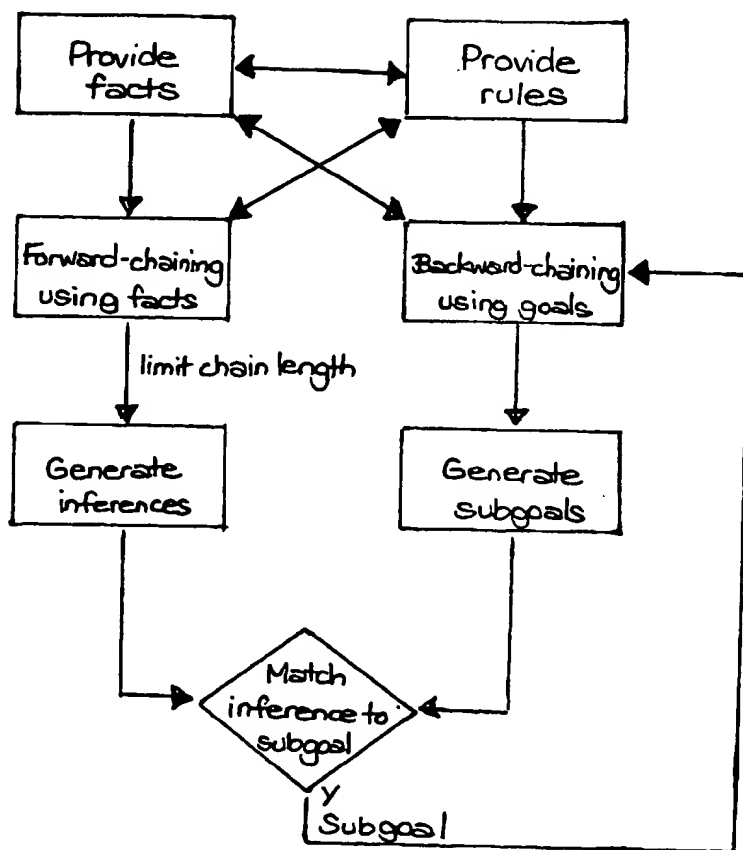 Provide
facts
Provide
rules
Forward-chaining
using facts
Backward-chaining
using goals
limit chain length
Generate
inferences
Generate
subgoals
Match
inference to
subgoal
Y
Subgoal